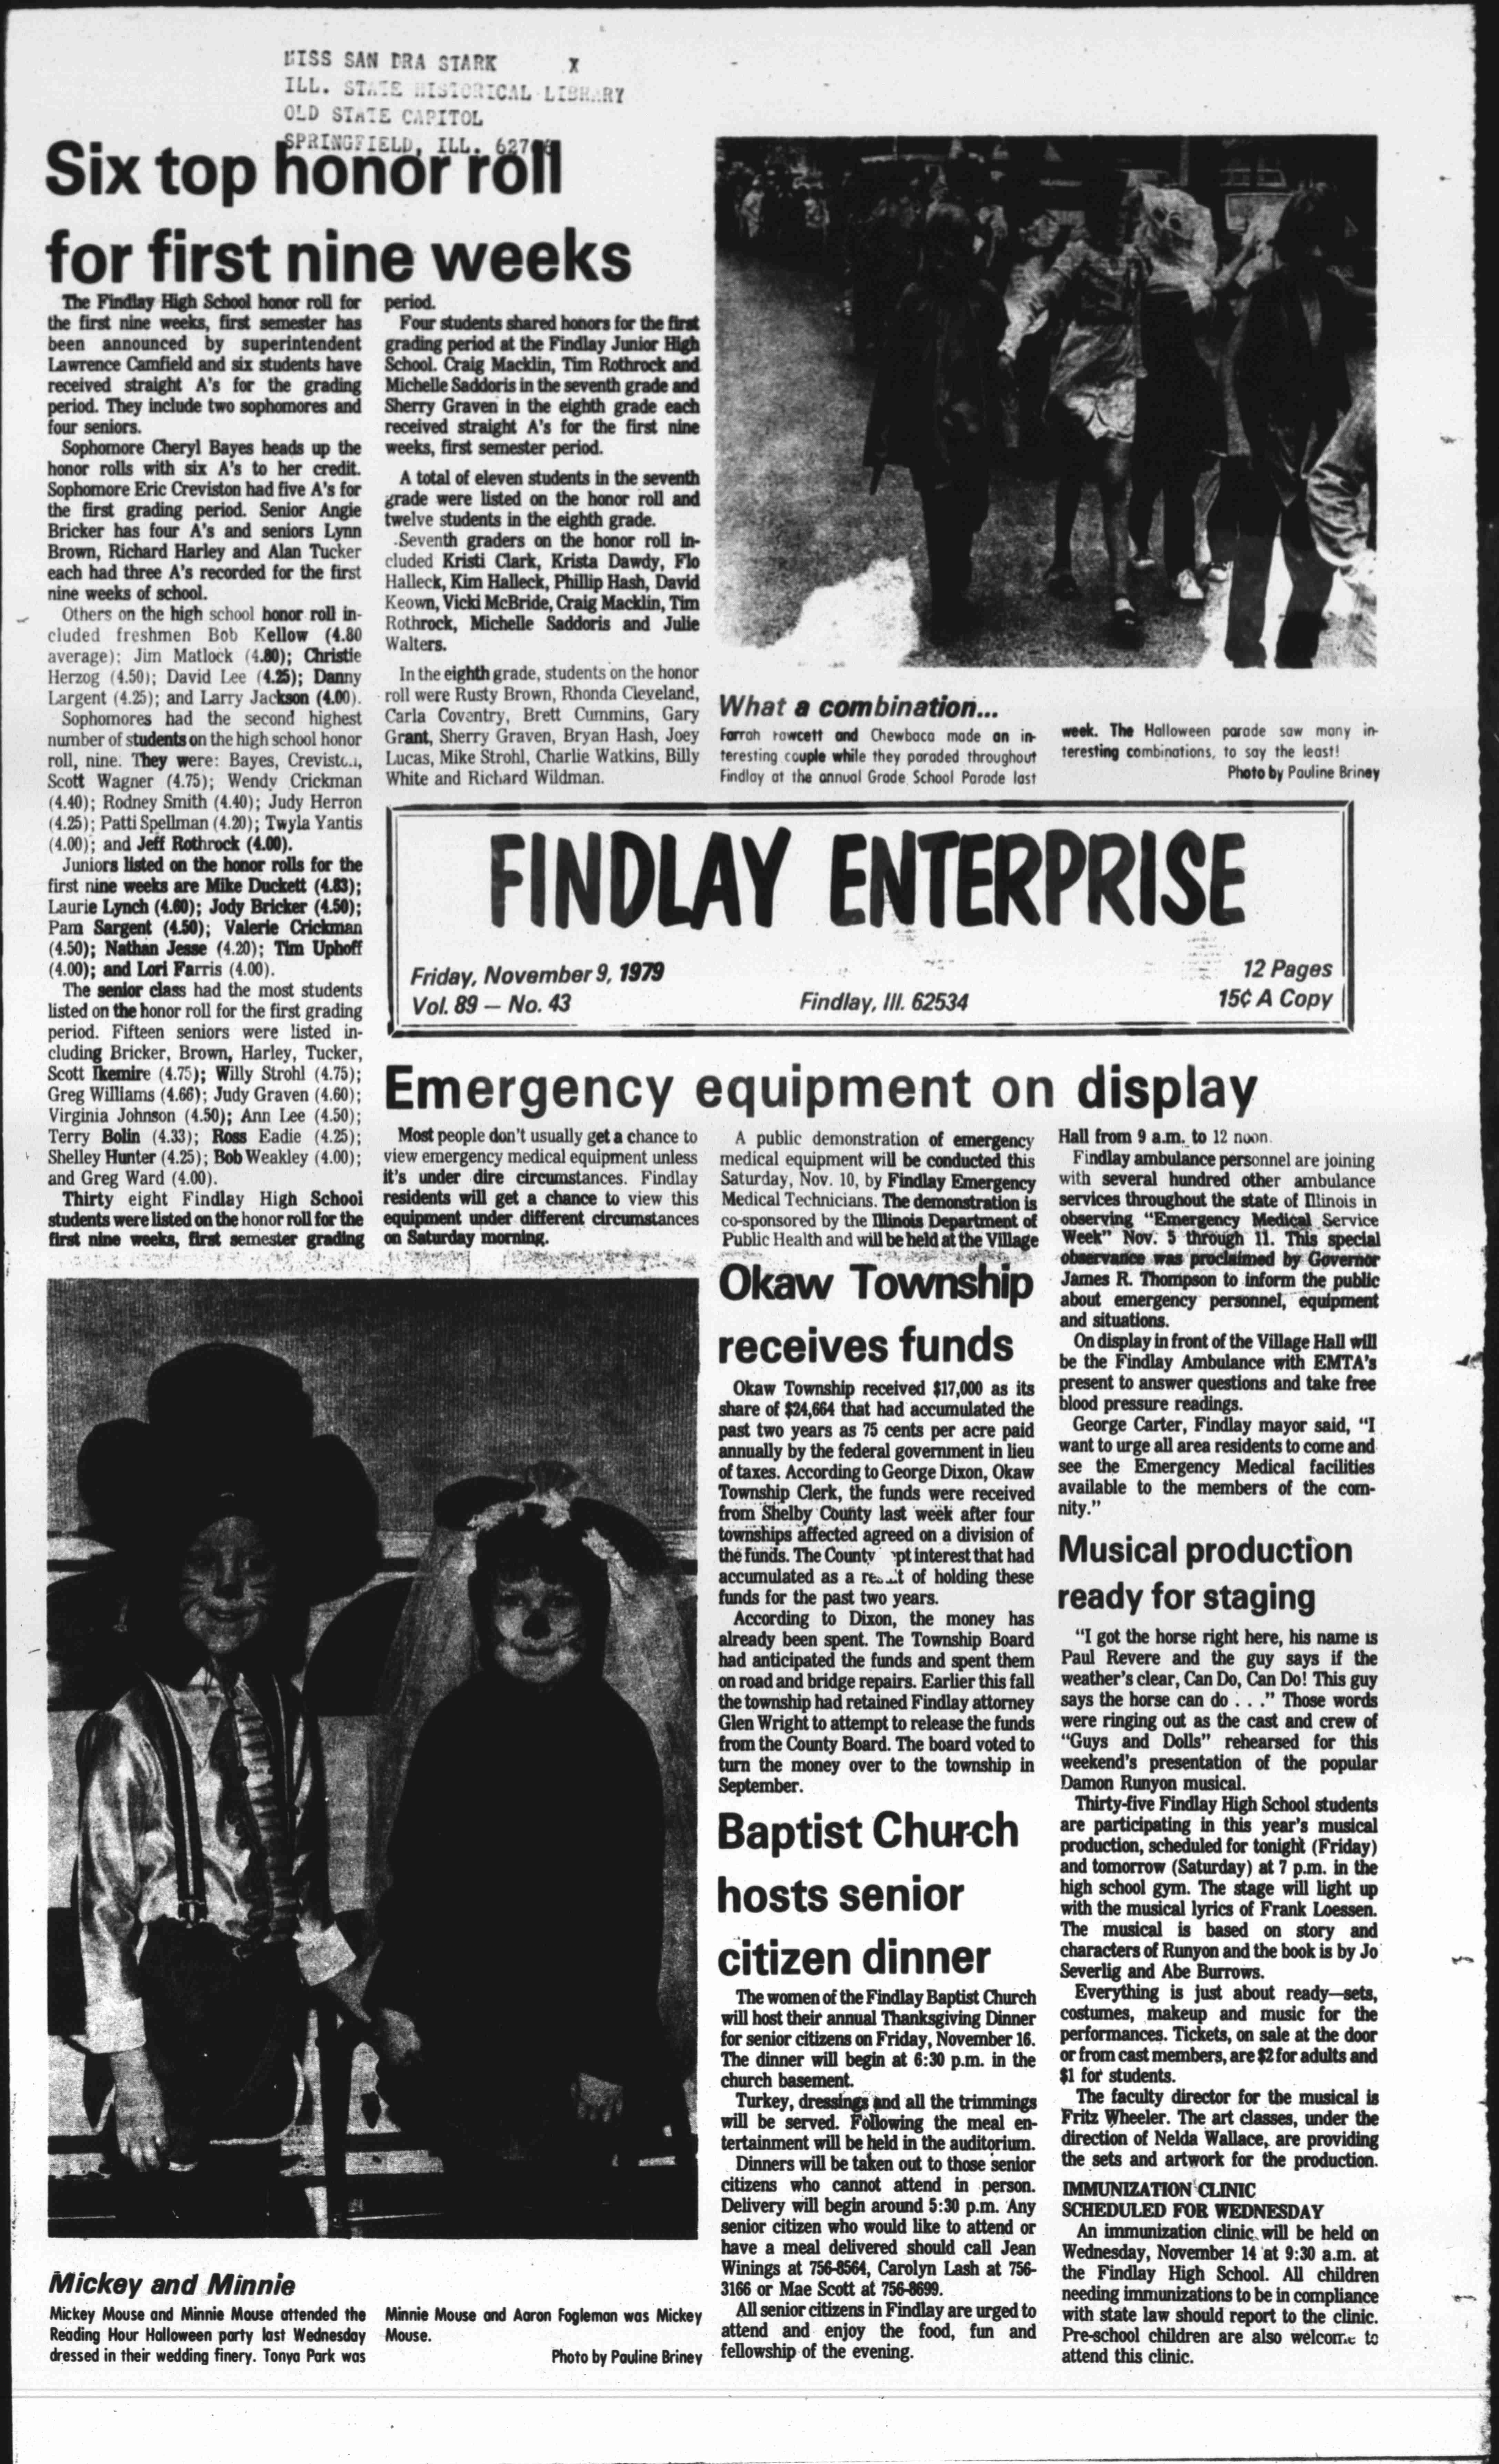 MISS SAN DRA STARK X
ILL. STATE HISTORICAL LIBRARY
OLD STATE CAPITOL
SPRINGFIELD, ILL.
Six top honor roll
for first nine weeks
The Findlay High School honor roll for
the first nine weeks, first semester has
been announced by superintendent
Lawrence Camfield and six students have
received straight A's for the grading
period. They include two sophomores and
four seniors.
Sophomore Cheryl Bayes heads up the
honor rolls with six A's to her credit.
Sophomore Eric Creviston had five A's for
the first grading period. Senior Angie
Bricker has four A's and seniors Lynn
Brown, Richard Harley and Alan Tucker
each had three A's recorded for the first
nine weeks of school.
Others on the high school honor roll in-
cluded freshmen Bob Kellow (4.80
average); Jim Matlock (4.80); Christie
Herzog (4.50); David Lee (4.25); Danny
Largent (4.25); and Larry Jackson (4.00).
Sophomores had the second highest
number of students on the high school honor
roll, nine. They were: Bayes,
Scott Wagner (4.75); Wendy Crickman
(4.40); Rodney Smith (4.40); Judy Herron
(4.25); Patti Spellman (4.20); Twyla Yantis
(4.00); and Jeff Rothrock (4.00).
Juniors listed on the honor rolls for the
first nine weeks are Mike Duckett (4.83);
Laurie Lynch (4.60); Jody Bricker (4.50);
Pam Sargent (4.50); Valerie Crickman
(4.50); Nathan Jesse (4.20); Tim Uphoff
(4.00); and Lori Farris (4.00).
The senior class had the most students
listed on the honor roll for the first grading
period. Fifteen seniors were listed in-
cluding Bricker, Brown, Harley, Tucker,
Scott Ikemire (4.75); Willy Strohl (4.75);
Greg Williams (4.66); Judy Graven (4.60);
Virginia Johnson (4.50); Ann Lee (4.50);
Terry Bolin (4.33); Ross Eadie (4.25);
Shelley Hunter (4.25); Bob Weakley (4.00);
and Greg Ward (4.00).
Thirty eight Findlay High School
students were listed on the honor roll for the
first nine weeks, first semester grading
period.
Four students shared honors for the first
grading period at the Findlay Junior High
School. Craig Macklin, Tim Rothrock and
Michelle Saddoris in the seventh grade and
Sherry Graven in the eighth grade each
received straight A's for the first nine
weeks, first semester period.
A total of eleven students in the seventh
grade were listed on the honor roll and
twelve students in the eighth grade.
Seventh graders on the honor roll in-
cluded Kristi Clark, Krista Dawdy, Flo
Halleck, Kim Halleck, Phillip Hash, David
Keown, Vicki McBride, Craig Macklin, Tim
Rothrock, Michelle Saddoris and Julie
Walters.
In the eighth grade, students on the honor
roll were Rusty Brown, Rhonda Cleveland,
Carla Coventry, Brett Cummins, Gary
Grant, Sherry Graven, Bryan Hash, Joey
Lucas, Mike Strohl, Charlie Watkins, Billy
White and Richard Wildman.
What a combination...
Farrah Fawcett and Chewbaca made an in-
teresting couple while they paraded throughout
Findlay at the annual Grade School Parade last
week. The Halloween parade saw many in-
teresting combinations, to say the least!
Photo by Pauline Briney
FINDLAY ENTERPRISE
Friday, November 9, 1979
12 Pages
Vol. 89 — No. 43
Findlay, Ill. 62534
15¢ A Copy
Emergency equipment on display
Most people don't usually get a chance to
view emergency medical equipment unless
it's under dire circumstances. Findlay
residents will get a chance to view this
equipment under different circumstances
on Saturday morning.
A public demonstration of emergency
medical equipment will be conducted this
Saturday, Nov. 10, by Findlay Emergency
Medical Technicians. The demonstration is
co-sponsored by the Illinois Department of
Public Health and will be held at the Village
Hall from 9 a.m. to 12 noon.
Findlay ambulance personnel are joining
with several hundred other ambulance
services throughout the state of Illinois in
observing "Emergency Medical Service
Week" Nov. 5 through 11. This special
observance was proclaimed by Governor
James R. Thompson to inform the public
about emergency personnel, equipment
and situations.
On display in front of the Village Hall will
be the Findlay Ambulance with EMTA's
present to answer questions and take free
blood pressure readings.
George Carter, Findlay mayor said, "I
want to urge all area residents to come and
see the Emergency Medical facilities
available to the members of the com-
nity."
Okaw Township
receives funds
Okaw Township received $17,000 as its
share of $24,664 that had accumulated the
past two years as 75 cents per acre paid
annually by the federal government in lieu
of taxes. According to George Dixon, Okaw
Township Clerk, the funds were received
from Shelby County last week after four
townships affected agreed on a division of
the funds. The County interest that had
accumulated as a of holding these
funds for the past two years.
According to Dixon, the money has
already been spent. The Township Board
had anticipated the funds and spent them
on road and bridge repairs. Earlier this fall
the township had retained Findlay attorney
Glen Wright to attempt to release the funds
from the County Board. The board voted to
turn the money over to the township in
September.
Baptist Church
hosts senior
citizen dinner
The women of the Findlay Baptist Church
will host their annual Thanksgiving Dinner
for senior citizens on Friday, November 16.
The dinner will begin at 6:30 p.m. in the
church basement.
Turkey, dressings and all the trimmings
will be served. Following the meal en-
tertainment will be held in the auditorium.
Dinners will be taken out to those senior
citizens who cannot attend in person.
Delivery will begin around 5:30 p.m. Any
senior citizen who would like to attend or
have a meal delivered should call Jean
Winings at 756-8564, Carolyn Lash at 756-
3166 or Mae Scott at 756-8699.
All senior citizens in Findlay are urged to
attend and enjoy the food, fun and
fellowship of the evening.
Musical production
ready for staging
"I got the horse right here, his name is
Paul Revere and the guy says if the
weather's clear, Can Do, Can Do! This guy
says the horse can do . . ." Those words
were ringing out as the cast and crew of
"Guys and Dolls" rehearsed for this
weekend's presentation of the popular
Damon Runyon musical.
Thirty-five Findlay High School students
are participating in this year's musical
production, scheduled for tonight (Friday)
and tomorrow (Saturday) at 7 p.m. in the
high school gym. The stage will light up
with the musical lyrics of Frank Loessen.
The musical is based on story and
characters of Runyon and the book is by Jo
Severlig and Abe Burrows.
Everything is just about ready—sets,
costumes, makeup and music for the
performances. Tickets, on sale at the door
or from cast members, are $2 for adults and
$1 for students.
The faculty director for the musical is
Fritz Wheeler. The art classes, under the
direction of Nelda Wallace, are providing
the sets and artwork for the production.
IMMUNIZATION CLINIC
SCHEDULED FOR WEDNESDAY
An immunization clinic will be held on
Wednesday, November 14 at 9:30 a.m. at
the Findlay High School. All children
needing immunizations to be in compliance
with state law should report to the clinic.
Pre-school children are also welcome to
attend this clinic.
Mickey and Minnie
Mickey Mouse and Minnie Mouse attended the
Reading Hour Halloween party last Wednesday
dressed in their wedding finery. Tonya Park was
Minnie Mouse and Aaron Fogleman was Mickey
Mouse.
Photo by Pauline Briney